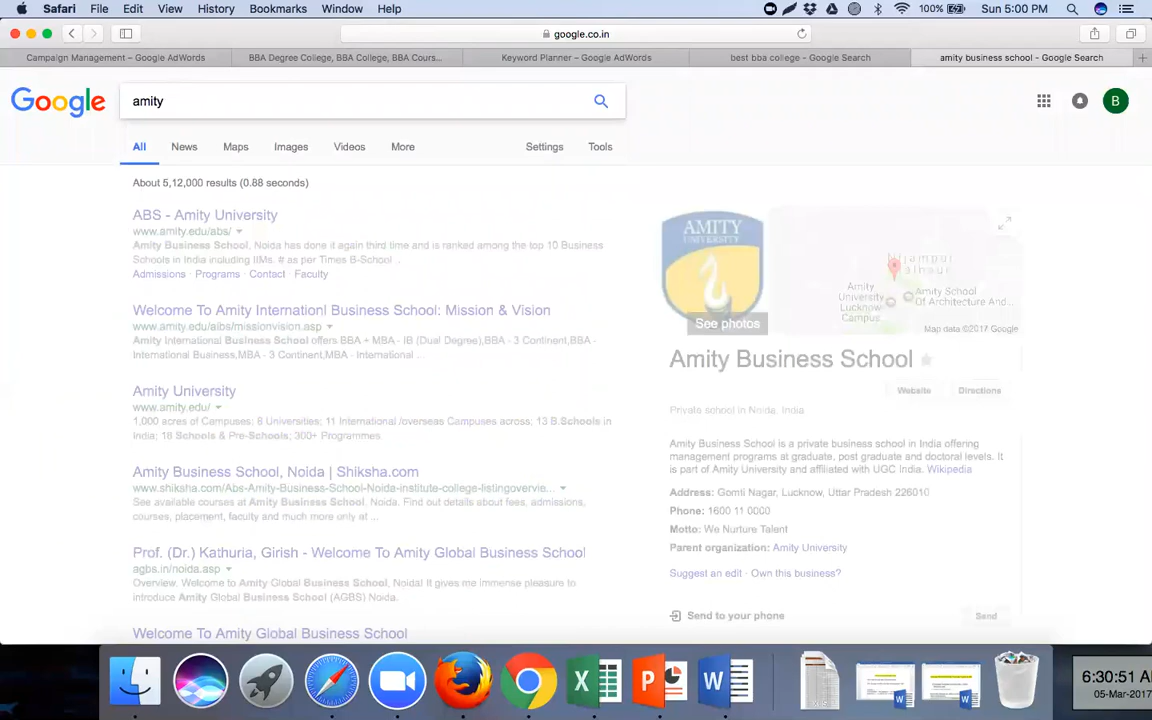 Safari File Edit View History Bookmarks Window Help 100% Sun 5:00 PM
google.co.in
Campaign Management – Google AdWords BBA Degree College, BBA College, BBA Cours... Keyword Planner – Google AdWords best bba college - Google Search amity business school - Google Search
Google amity B
All News Maps Images Videos More Settings Tools
About 5,12,000 results (0.88 seconds)
ABS - Amity University
www.amity.edu/abs/
Amity Business School, Noida has done it again third time and is ranked among the top 10 Business
Schools in India including IIMs. # as per Times B-School ...
Admissions · Programs · Contact · Faculty
Welcome To Amity Internationl Business School: Mission & Vision
www.amity.edu/aibs/missionvision.asp
Amity International Business School offers BBA + MBA - IB (Dual Degree),BBA - 3 Continent,BBA -
International Business,MBA - 3 Continent,MBA - International ...
Amity University
www.amity.edu/
1,000 acres of Campuses; 8 Universities; 11 International /overseas Campuses across; 13 B.Schools in
India; 18 Schools & Pre-Schools; 300+ Programmes.
Amity Business School, Noida | Shiksha.com
www.shiksha.com/Abs-Amity-Business-School-Noida-institute-college-listingovervie...
See available courses at Amity Business School, Noida. Find out details about fees, admissions,
courses, placement, faculty and much more only at ...
Prof. (Dr.) Kathuria, Girish - Welcome To Amity Global Business School
agbs.in/noida.asp
Overview. Welcome to Amity Global Business School, Noida! It gives me immense pleasure to
introduce Amity Global Business School (AGBS) Noida.
Welcome To Amity Global Business School
AMITY
UNIVERSITY
See photos
Amity
University
Lucknow
Campus
Amity School
Of Architecture And...
Map data ©2017 Google
Amity Business School
Website Directions
Private school in Noida, India
Amity Business School is a private business school in India offering
management programs at graduate, post graduate and doctoral levels. It
is part of Amity University and affiliated with UGC India. Wikipedia
Address: Gomti Nagar, Lucknow, Uttar Pradesh 226010
Phone: 1600 11 0000
Motto: We Nurture Talent
Parent organization: Amity University
Suggest an edit · Own this business?
Send to your phone Send
6:30:51
05-Mar-2017